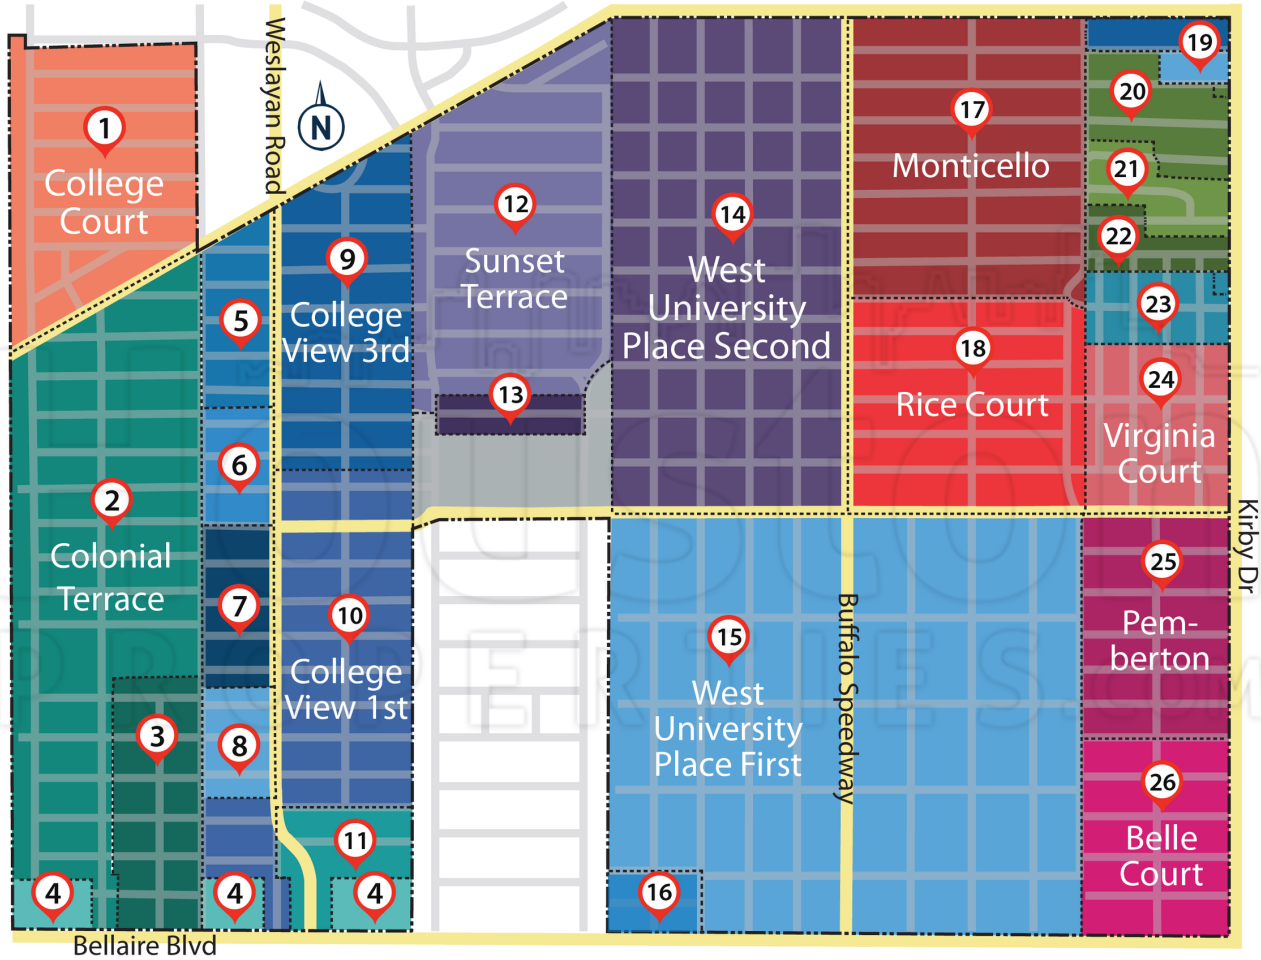 Weslayan Road
N
1
College
Court
2
Colonial
Terrace
3
4
4
4
5
6
7
8
9
College
View 3rd
10
College
View 1st
11
12
Sunset
Terrace
13
14
West
University
Place Second
15
West
University
Place First
16
Buffalo Speedway
17
Monticello
18
Rice Court
19
20
21
22
23
24
Virginia
Court
25
Pem-
berton
26
Belle
Court
Kirby Dr
Bellaire Blvd
HOUSTON
PROPERTIES.COM